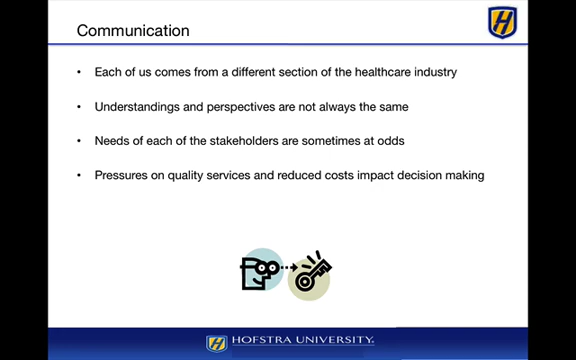 Communication
• Each of us comes from a different section of the healthcare industry
• Understandings and perspectives are not always the same
• Needs of each of the stakeholders are sometimes at odds
• Pressures on quality services and reduced costs impact decision making
H
H HOFSTRA UNIVERSITY